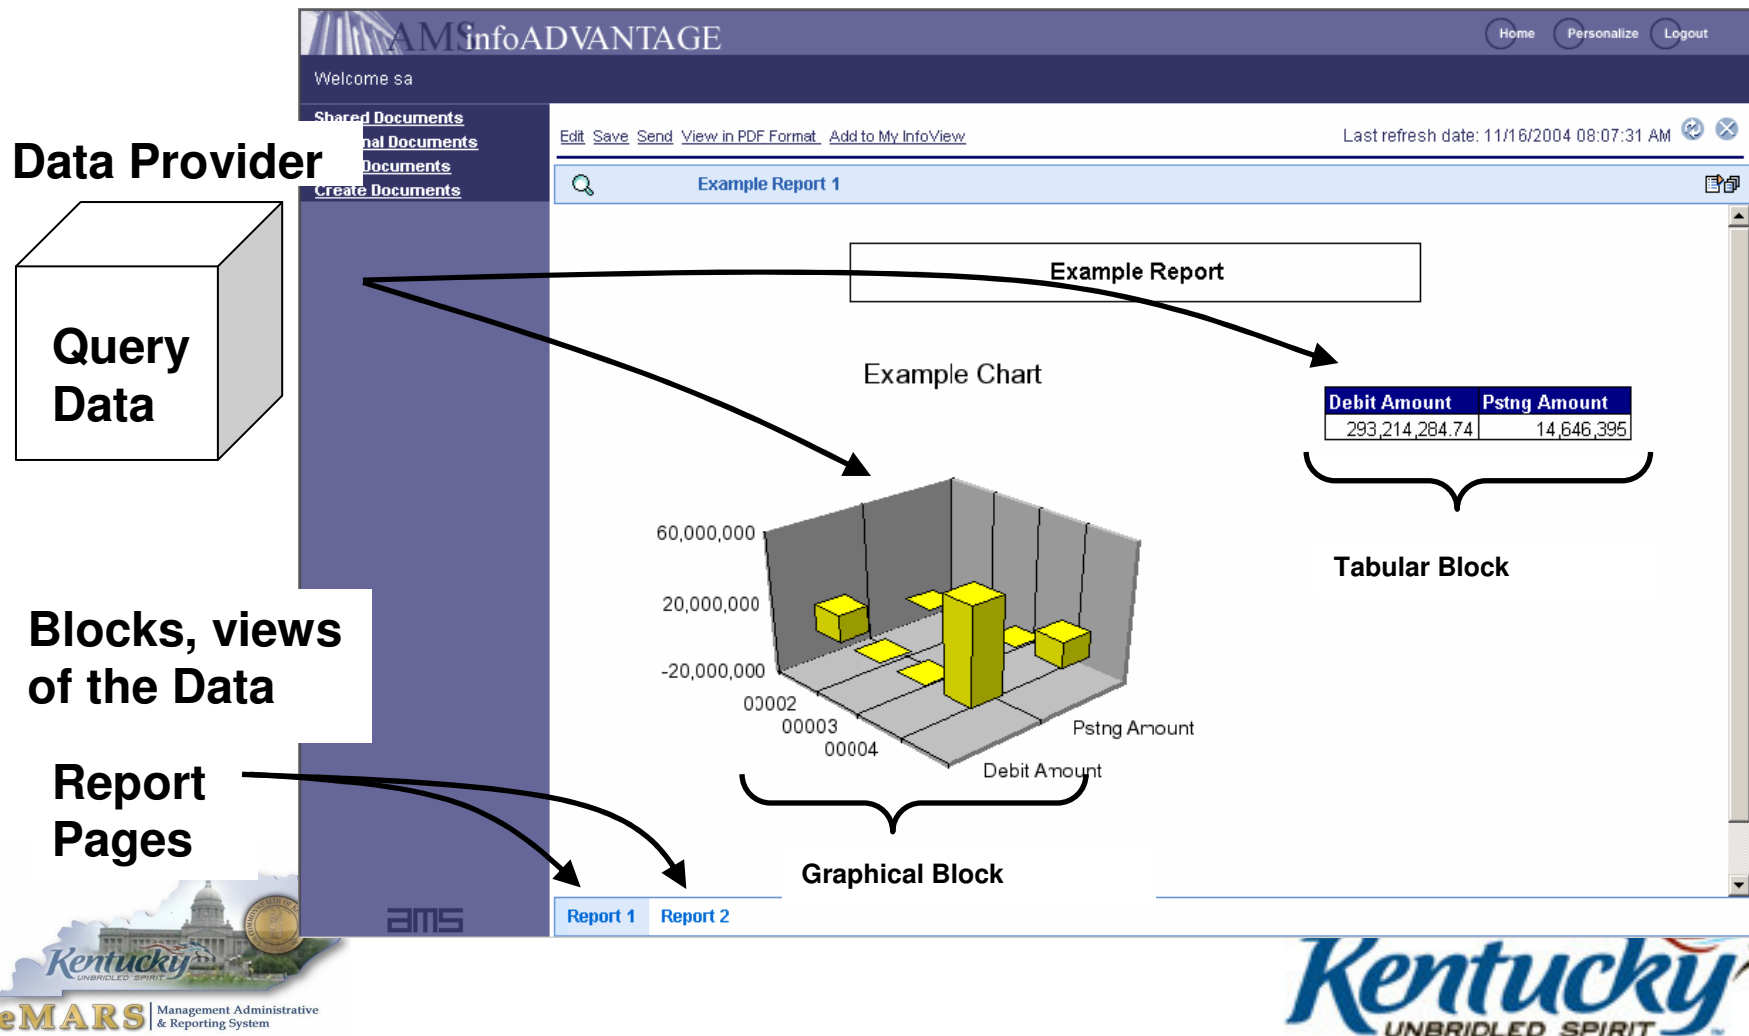 AMSinfoADVANTAGE
Home Personalize Logout
Welcome sa
Shared Documents
nal Documents
Documents
Create Documents
Edit Save Send View in PDF Format Add to My InfoView
Last refresh date: 11/16/2004 08:07:31 AM
Data Provider
Example Report 1
Query
Data
Example Report
Example Chart
Debit Amount Pstng Amount
293,214,284.74 14,646,395
Tabular Block
60,000,000
20,000,000
-20,000,000
00002
00003
00004
Pstng Amount
Debit Amount
Blocks, views
of the Data
Report
Pages
Graphical Block
ams
Report 1 Report 2
Kentucky
UNBRIDLED SPIRIT
eMARS Management Administrative
& Reporting System
Kentucky
UNBRIDLED SPIRIT